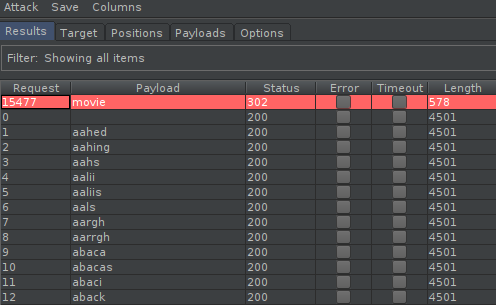 Attack Save Columns
Results Target Positions Payloads Options
Filter: Showing all items
Request Payload Status Error Timeout Length
15477 movie 302 578
0 200 4501
1 aahed 200 4501
2 aahing 200 4501
3 aahs 200 4501
4 aalii 200 4501
5 aaliis 200 4501
6 aals 200 4501
7 aargh 200 4501
8 aarrgh 200 4501
9 abaca 200 4501
10 abacas 200 4501
11 abaci 200 4501
12 aback 200 4501